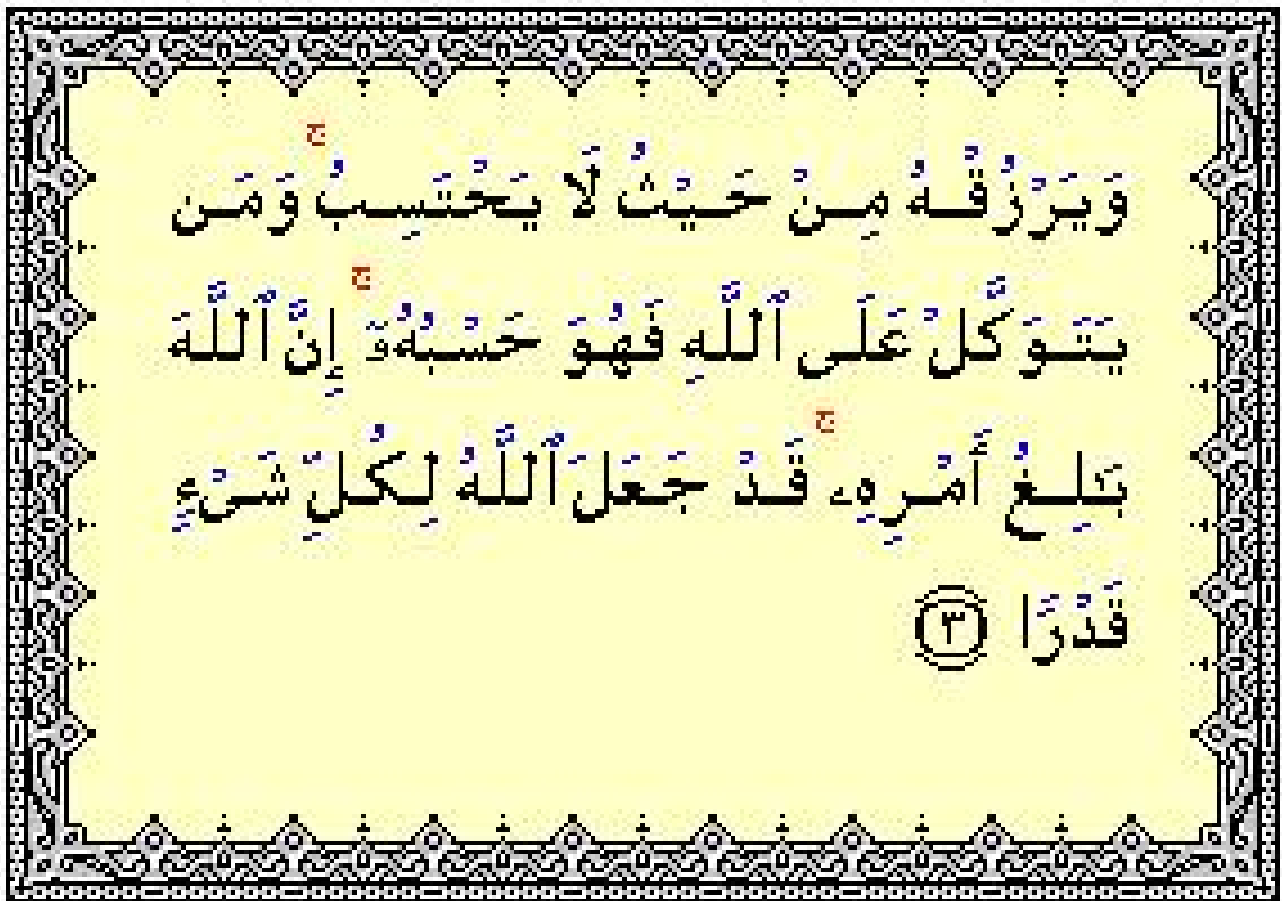 وَيَرْزُقْهُ مِنْ حَيْثُ لَا يَحْتَسِبُ ۚ وَمَن
يَتَوَكَّلْ عَلَى ٱللَّهِ فَهُوَ حَسْبُهُۥٓ ۚ إِنَّ ٱللَّهَ
بَـٰلِغُ أَمْرِهِۦ ۚ قَدْ جَعَلَ ٱللَّهُ لِكُلِّ شَىْءٍ
قَدْرًا ٣